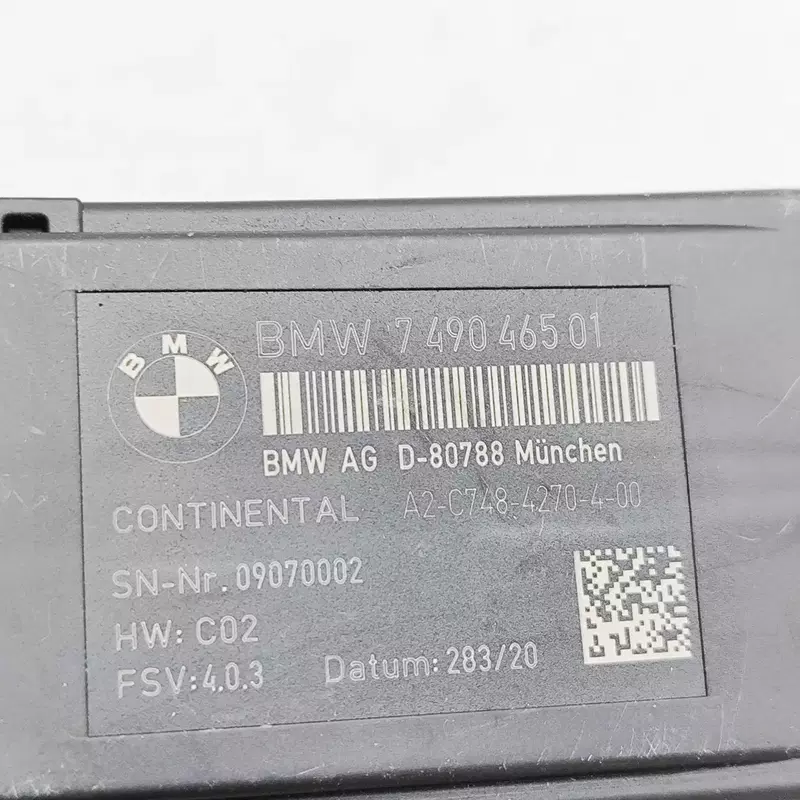 BMW
BMW 7 490 465 01
BMW AG D-80788 München
CONTINENTAL A2-C748-4270-4-00
SN-Nr. 09070002
HW: C02
FSV:4.0.3 Datum: 283/20